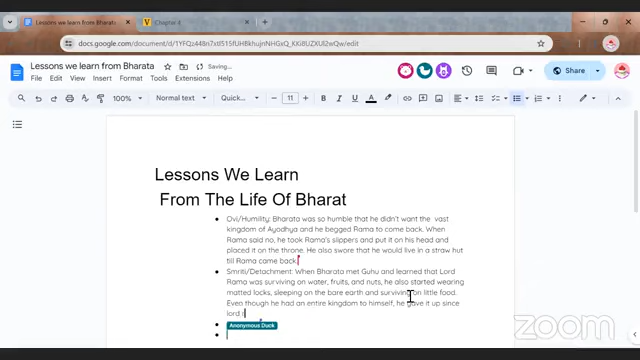 Lessons we learn from Bharata
Chapter 4
docs.google.com/document/d/1YFQz448n7xtl515fUHBkhujnNHGxQ_KKi8UZXUl2wCw/edit
Lessons we learn from Bharata
Saving...
File Edit View Insert Format Tools Extensions Help
Share
100% Normal text Quick... 11 B I U A
Lessons We Learn
From The Life Of Bharat
Ovi/Humility: Bharata was so humble that he didn't want the vast
kingdom of Ayodhya and he begged Rama to come back. When
Rama said no, he took Rama's slippers and put it on his head and
placed it on the throne. He also swore that he would live in a straw hut
till Rama came back.
Smriti/Detachment: When Bharata met Guhu and learned that Lord
Rama was surviving on water, fruits, and nuts, he also started wearing
matted locks, sleeping on the bare earth and surviving on little food.
Even though he had an entire kingdom to himself, he gave it up since
lord r
Anonymous Duck
zoom